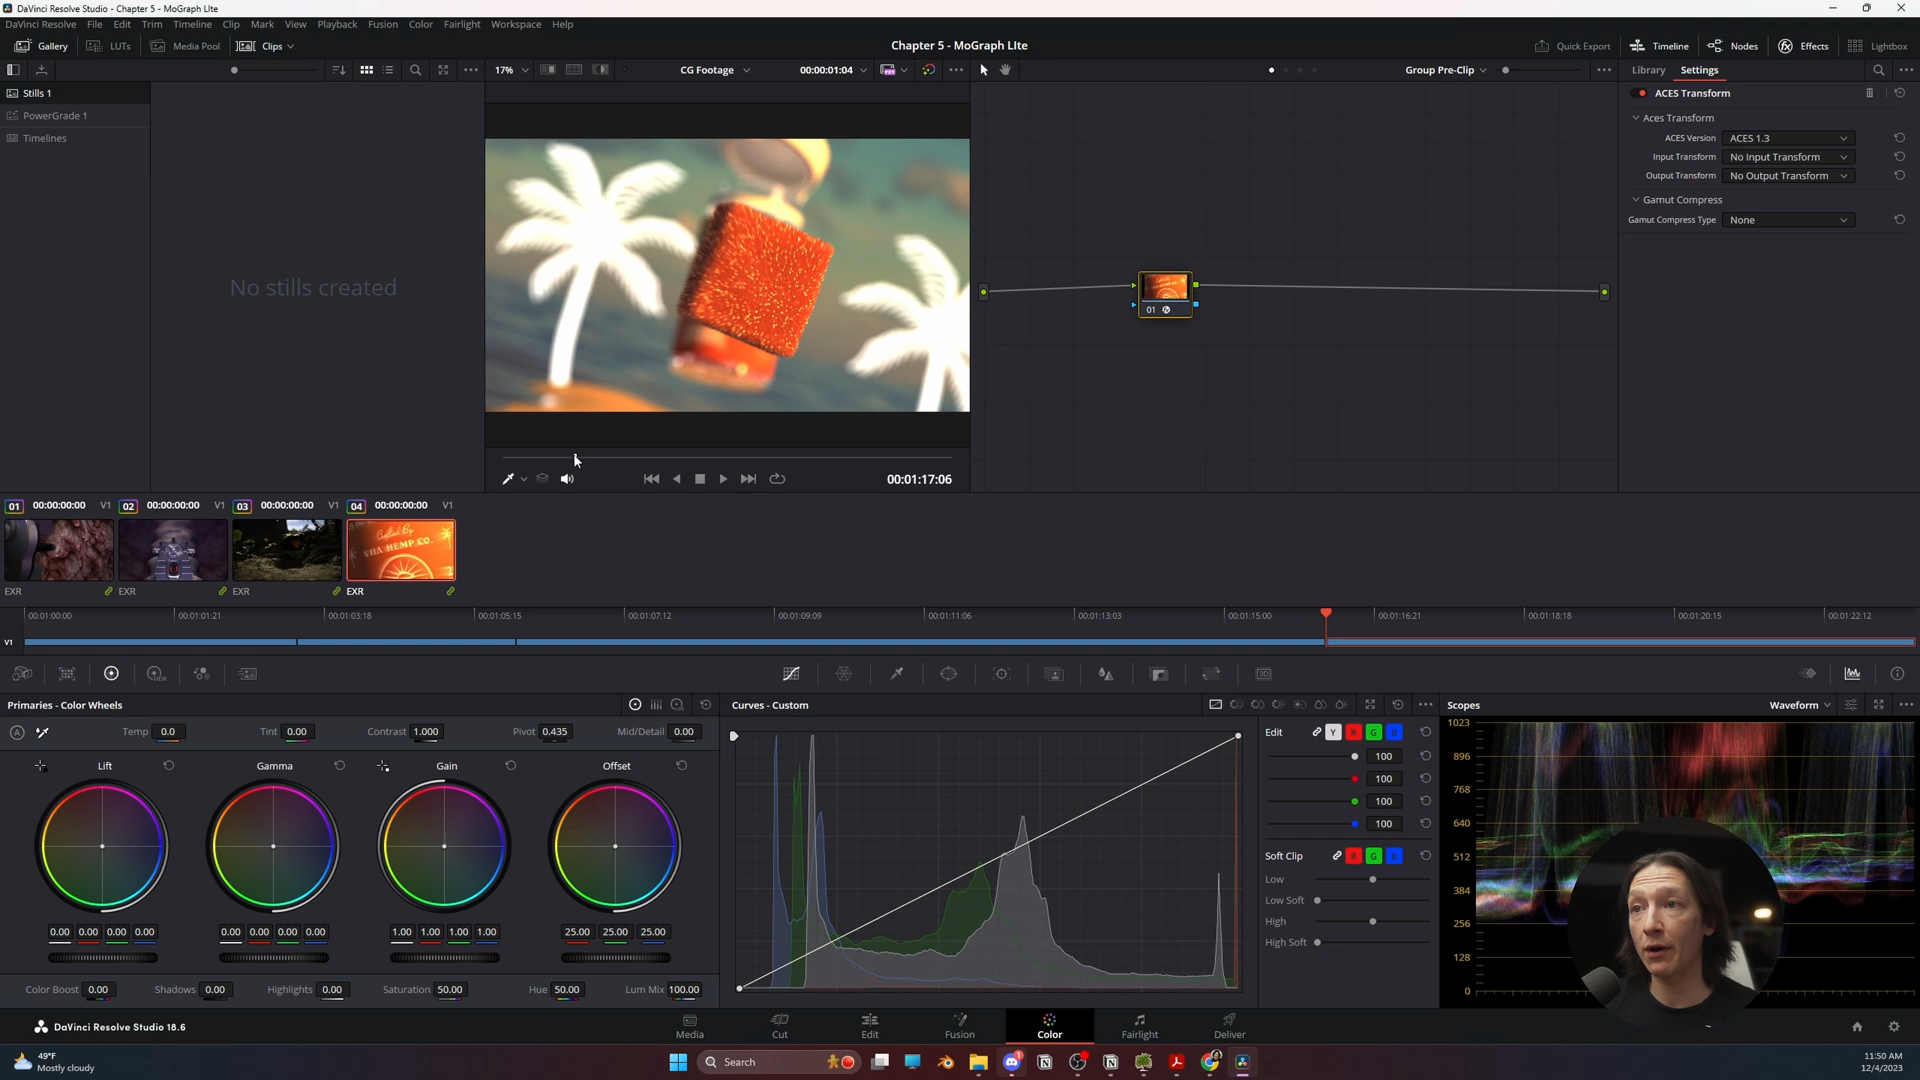 DaVinci Resolve Studio - Chapter 5 - MoGraph LIte
DaVinci Resolve File Edit Trim Timeline Clip Mark View Playback Fusion Color Fairlight Workspace Help
Gallery LUTs Media Pool Clips Chapter 5 - MoGraph LIte Quick Export Timeline Nodes Effects Lightbox
17% CG Footage 00:00:01:04 Group Pre-Clip Library Settings
Stills 1
PowerGrade 1
Timelines
No stills created
ACES Transform
Aces Transform
ACES Version ACES 1.3
Input Transform No Input Transform
Output Transform No Output Transform
Gamut Compress
Gamut Compress Type None
01
00:01:17:06
01 00:00:00:00 V1 02 00:00:00:00 V1 03 00:00:00:00 V1 04 00:00:00:00 V1
Crafted By
HEMP CO.
EXR EXR EXR EXR
00:01:00:00 00:01:01:21 00:01:03:18 00:01:05:15 00:01:07:12 00:01:09:09 00:01:11:06 00:01:13:03 00:01:15:00 00:01:16:21 00:01:18:18 00:01:20:15 00:01:22:12
V1
HDR
3D
Primaries - Color Wheels
Temp 0.0 Tint 0.00 Contrast 1.000 Pivot 0.435 Mid/Detail 0.00
Lift Gamma Gain Offset
0.00 0.00 0.00 0.00 0.00 0.00 0.00 0.00 1.00 1.00 1.00 1.00 25.00 25.00 25.00
Color Boost 0.00 Shadows 0.00 Highlights 0.00 Saturation 50.00 Hue 50.00 Lum Mix 100.00
Curves - Custom
Edit Y R G B
100
100
100
100
Soft Clip R G B
Low
Low Soft
High
High Soft
Scopes Waveform
1023
896
768
640
512
384
256
128
0
DaVinci Resolve Studio 18.6
Media Cut Edit Fusion Color Fairlight Deliver
49°F
Mostly cloudy
Search
11:50 AM
12/4/2023